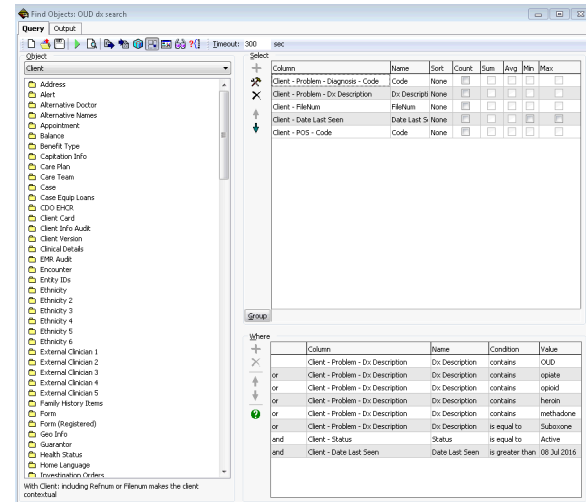 Find Objects: OUD dx search
Query Output
Timeout: 300 sec
Object
Client
Address
Alert
Alternative Doctor
Alternative Names
Appointment
Balance
Benefit Type
Capitation Info
Care Plan
Care Team
Case
Case Equip Loans
CDO EHCR
Client Card
Client Info Audit
Client Version
Clinical Details
EMR Audit
Encounter
Entity IDs
Ethnicity
Ethnicity 2
Ethnicity 3
Ethnicity 4
Ethnicity 5
Ethnicity 6
External Clinician 1
External Clinician 2
External Clinician 3
External Clinician 4
External Clinician 5
Family History Items
Form
Form (Registered)
Geo Info
Guarantor
Health Status
Home Language
Investigation Orders
With Client: including Refnum or Filenum makes the client
contextual
Select
Column Name Sort Count Sum Avg Min Max
Client - Problem - Diagnosis - Code Code None
Client - Problem - Dx Description Dx Descripti None
Client - FileNum FileNum None
Client - Date Last Seen Date Last S None
Client - POS - Code Code None
Group
Where
Column Name Condition Value
Client - Problem - Dx Description Dx Description contains OUD
or Client - Problem - Dx Description Dx Description contains opiate
or Client - Problem - Dx Description Dx Description contains opioid
or Client - Problem - Dx Description Dx Description contains heroin
or Client - Problem - Dx Description Dx Description contains methadone
or Client - Problem - Dx Description Dx Description is equal to Suboxone
and Client - Status Status is equal to Active
and Client - Date Last Seen Date Last Seen is greater than 08 Jul 2016